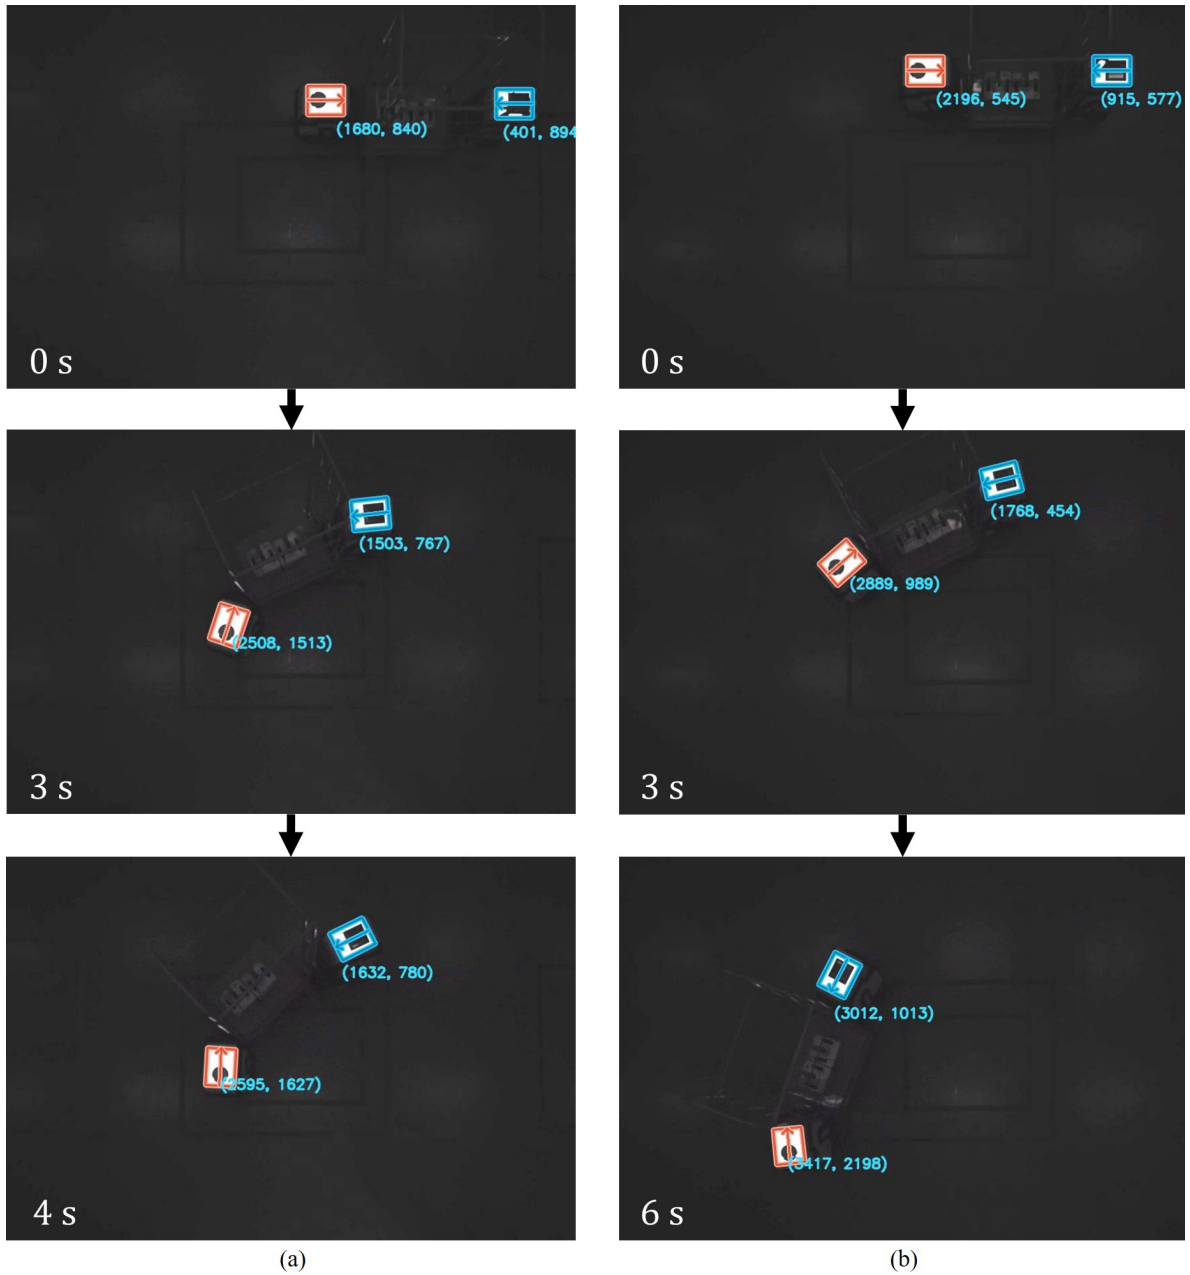 (1680, 840)
(401, 894
0 s
(2196, 545)
(915, 577)
0 s
(1503, 767)
(2508, 1513)
3 s
(1768, 454)
(2889, 989)
3 s
(1632, 780)
(2595, 1627)
4 s
(3012, 1013)
(3417, 2198)
6 s
(a)
(b)